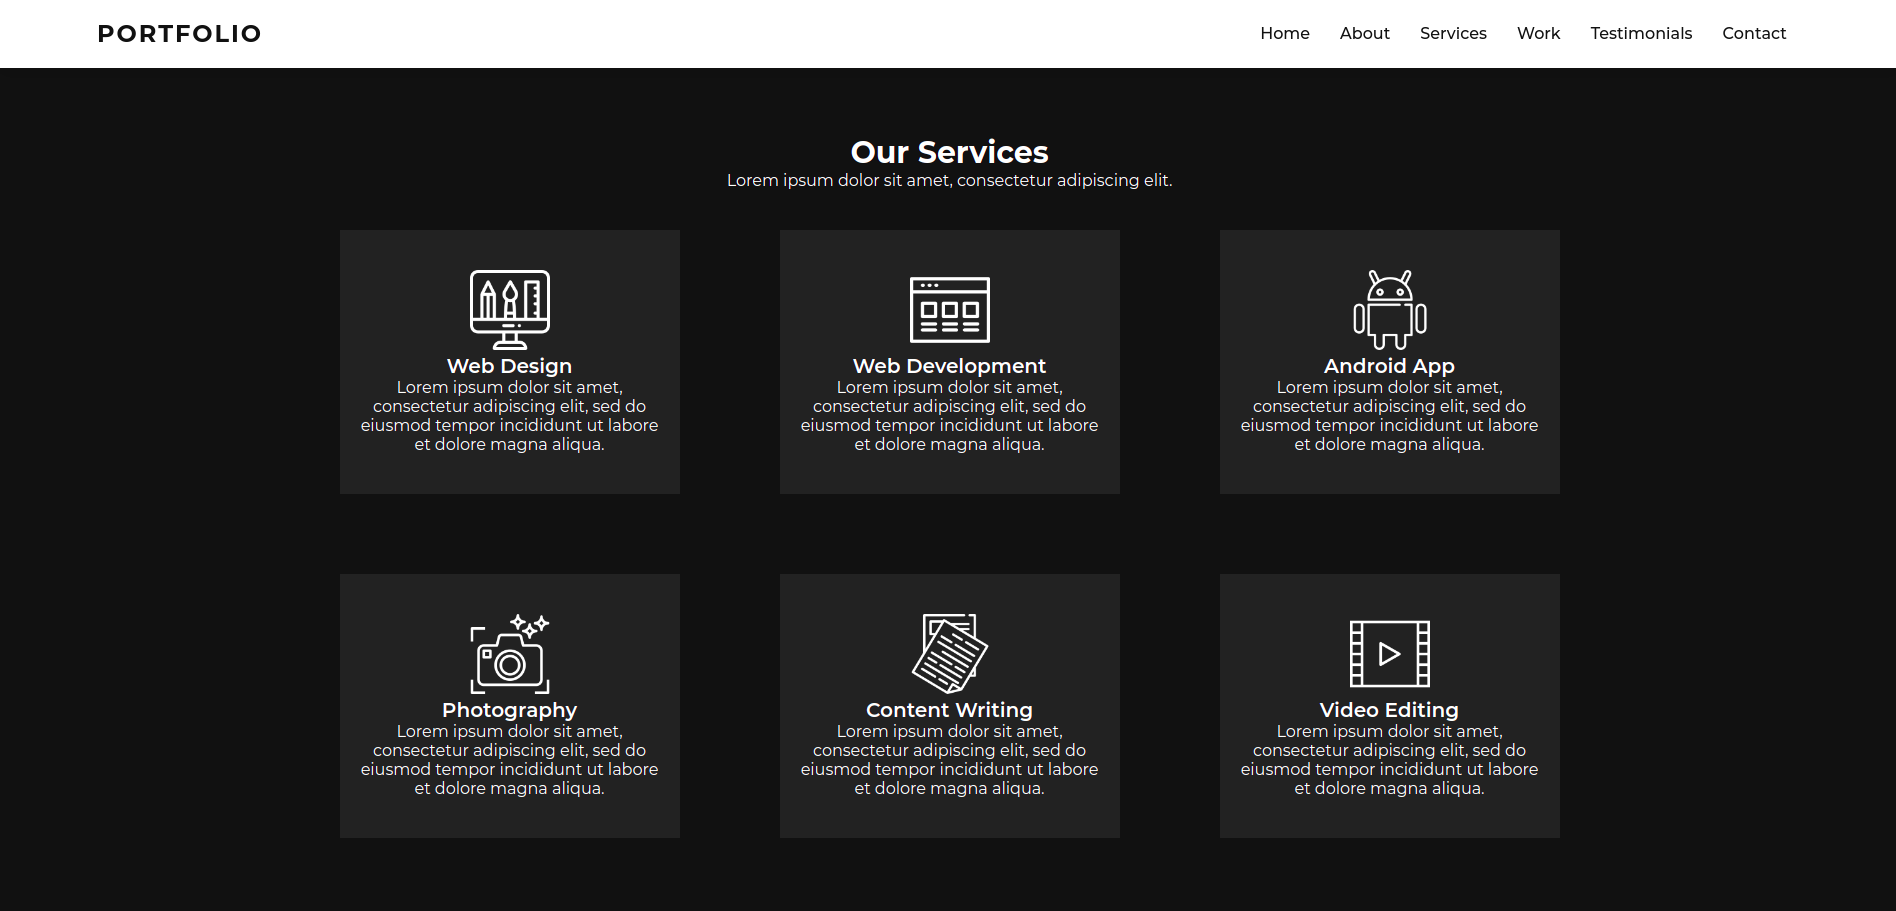 PORTFOLIO
Home About Services Work Testimonials Contact
Our Services
Lorem ipsum dolor sit amet, consectetur adipiscing elit.
Web Design
Lorem ipsum dolor sit amet,
consectetur adipiscing elit, sed do
eiusmod tempor incididunt ut labore
et dolore magna aliqua.
Web Development
Lorem ipsum dolor sit amet,
consectetur adipiscing elit, sed do
eiusmod tempor incididunt ut labore
et dolore magna aliqua.
Android App
Lorem ipsum dolor sit amet,
consectetur adipiscing elit, sed do
eiusmod tempor incididunt ut labore
et dolore magna aliqua.
Photography
Lorem ipsum dolor sit amet,
consectetur adipiscing elit, sed do
eiusmod tempor incididunt ut labore
et dolore magna aliqua.
Content Writing
Lorem ipsum dolor sit amet,
consectetur adipiscing elit, sed do
eiusmod tempor incididunt ut labore
et dolore magna aliqua.
Video Editing
Lorem ipsum dolor sit amet,
consectetur adipiscing elit, sed do
eiusmod tempor incididunt ut labore
et dolore magna aliqua.